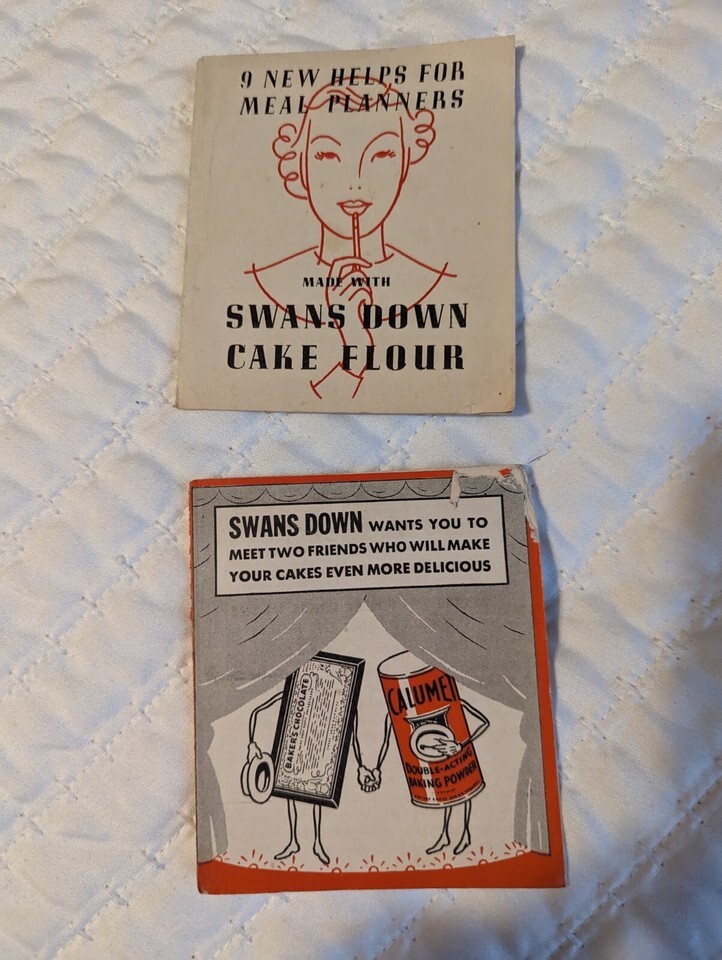 9 NEW HELPS FOR
MEAL PLANNERS
MADE WITH
SWANS DOWN
CAKE FLOUR
SWANS DOWN WANTS YOU TO
MEET TWO FRIENDS WHO WILL MAKE
YOUR CAKES EVEN MORE DELICIOUS
BAKER'S CHOCOLATE
CALUMET
DOUBLE-ACTING
BAKING POWDER